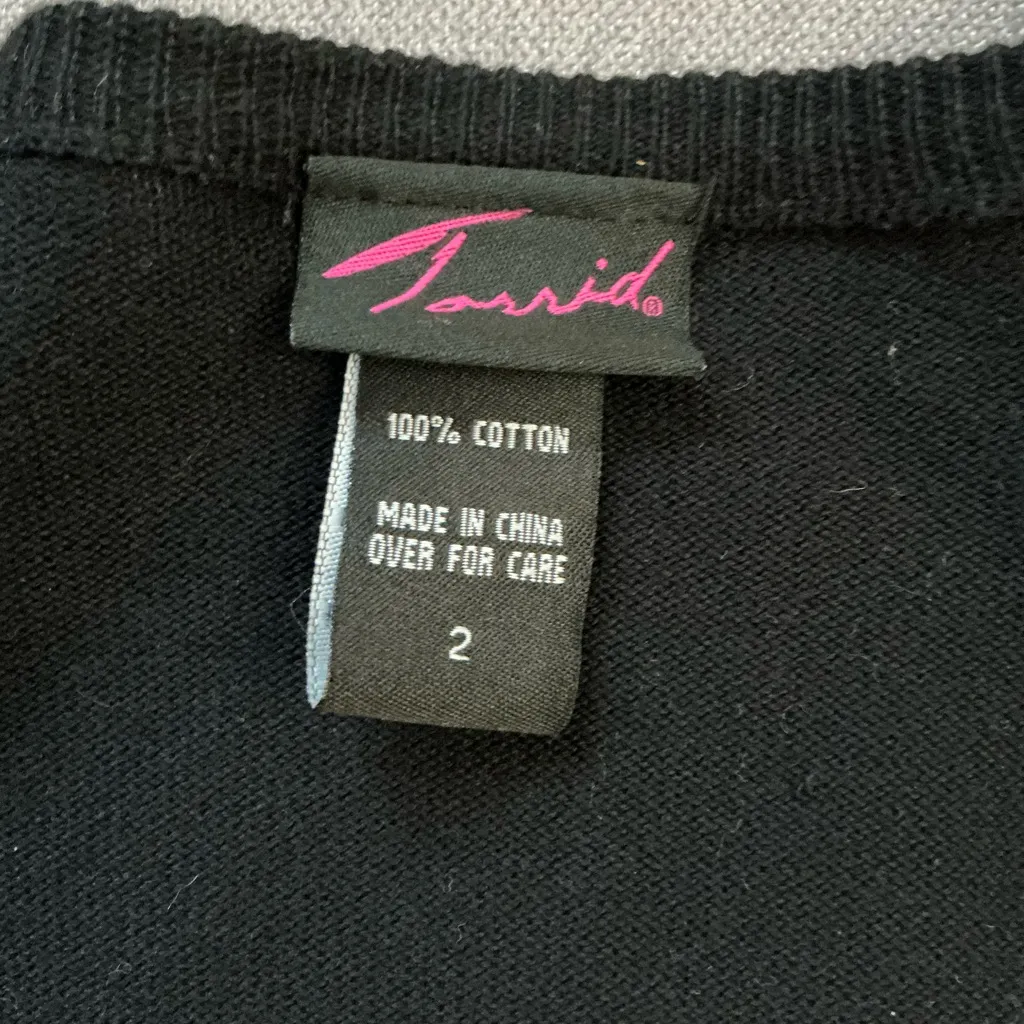 Torrid®
100% COTTON
MADE IN CHINA
OVER FOR CARE
2